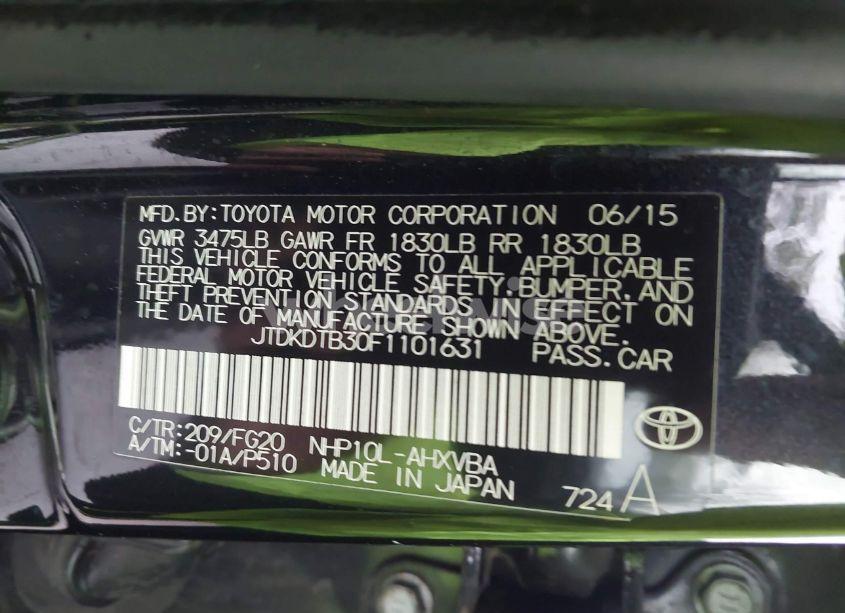 MFD.BY:TOYOTA MOTOR CORPORATION 06/15
GVWR 3475LB GAWR FR 1830LB RR 1830LB
THIS VEHICLE CONFORMS TO ALL APPLICABLE
FEDERAL MOTOR VEHICLE SAFETY,BUMPER,AND
THEFT PREVENTION STANDARDS IN EFFECT ON
THE DATE OF MANUFACTURE SHOWN ABOVE.
JTDKDTB30F1101631 PASS.CAR
C/TR:209/FG20 NHP10L-AHXVBA
A/TM:-01A/P510 MADE IN JAPAN
724 A